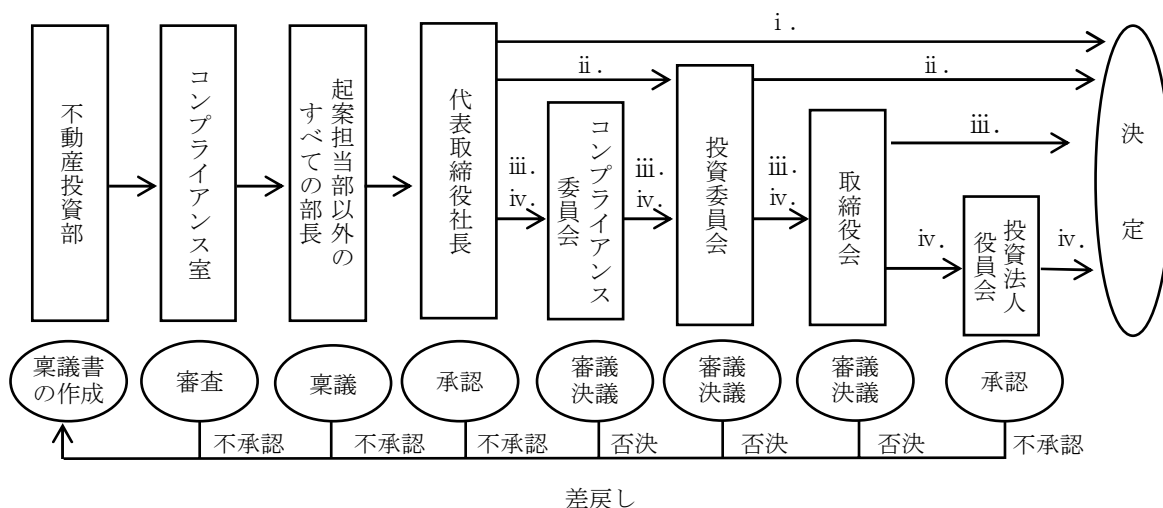 不動産投資部
コンプライアンス室
起案担当部以外の
すべての部長
代表取締役社長
コンプライアンス
委員会
投資委員会
取締役会
投資法人
役員会
決定
ⅰ.
ⅱ.
ⅱ.
ⅲ.
ⅳ.
ⅲ.
ⅳ.
ⅲ.
ⅳ.
ⅲ.
ⅳ.
ⅳ.
稟議書
の作成
審査
稟議
承認
審議
決議
審議
決議
審議
決議
承認
不承認
不承認
不承認
否決
否決
否決
不承認
差戻し